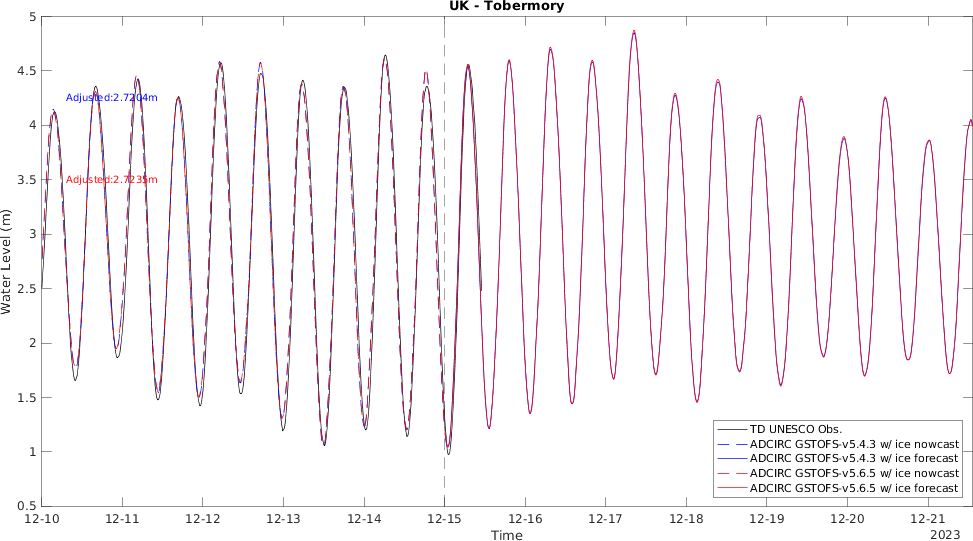 UK - Tobermory
5
4.5
Adjusted:2.7204m
4
3.5
Adjusted:2.7235m
3
2.5
2
1.5
1
0.5
Water Level (m)
TD UNESCO Obs.
ADCIRC GSTOFS-v5.4.3 w/ ice nowcast
ADCIRC GSTOFS-v5.4.3 w/ ice forecast
ADCIRC GSTOFS-v5.6.5 w/ ice nowcast
ADCIRC GSTOFS-v5.6.5 w/ ice forecast
12-10 12-11 12-12 12-13 12-14 12-15 12-16 12-17 12-18 12-19 12-20 12-21
Time
2023